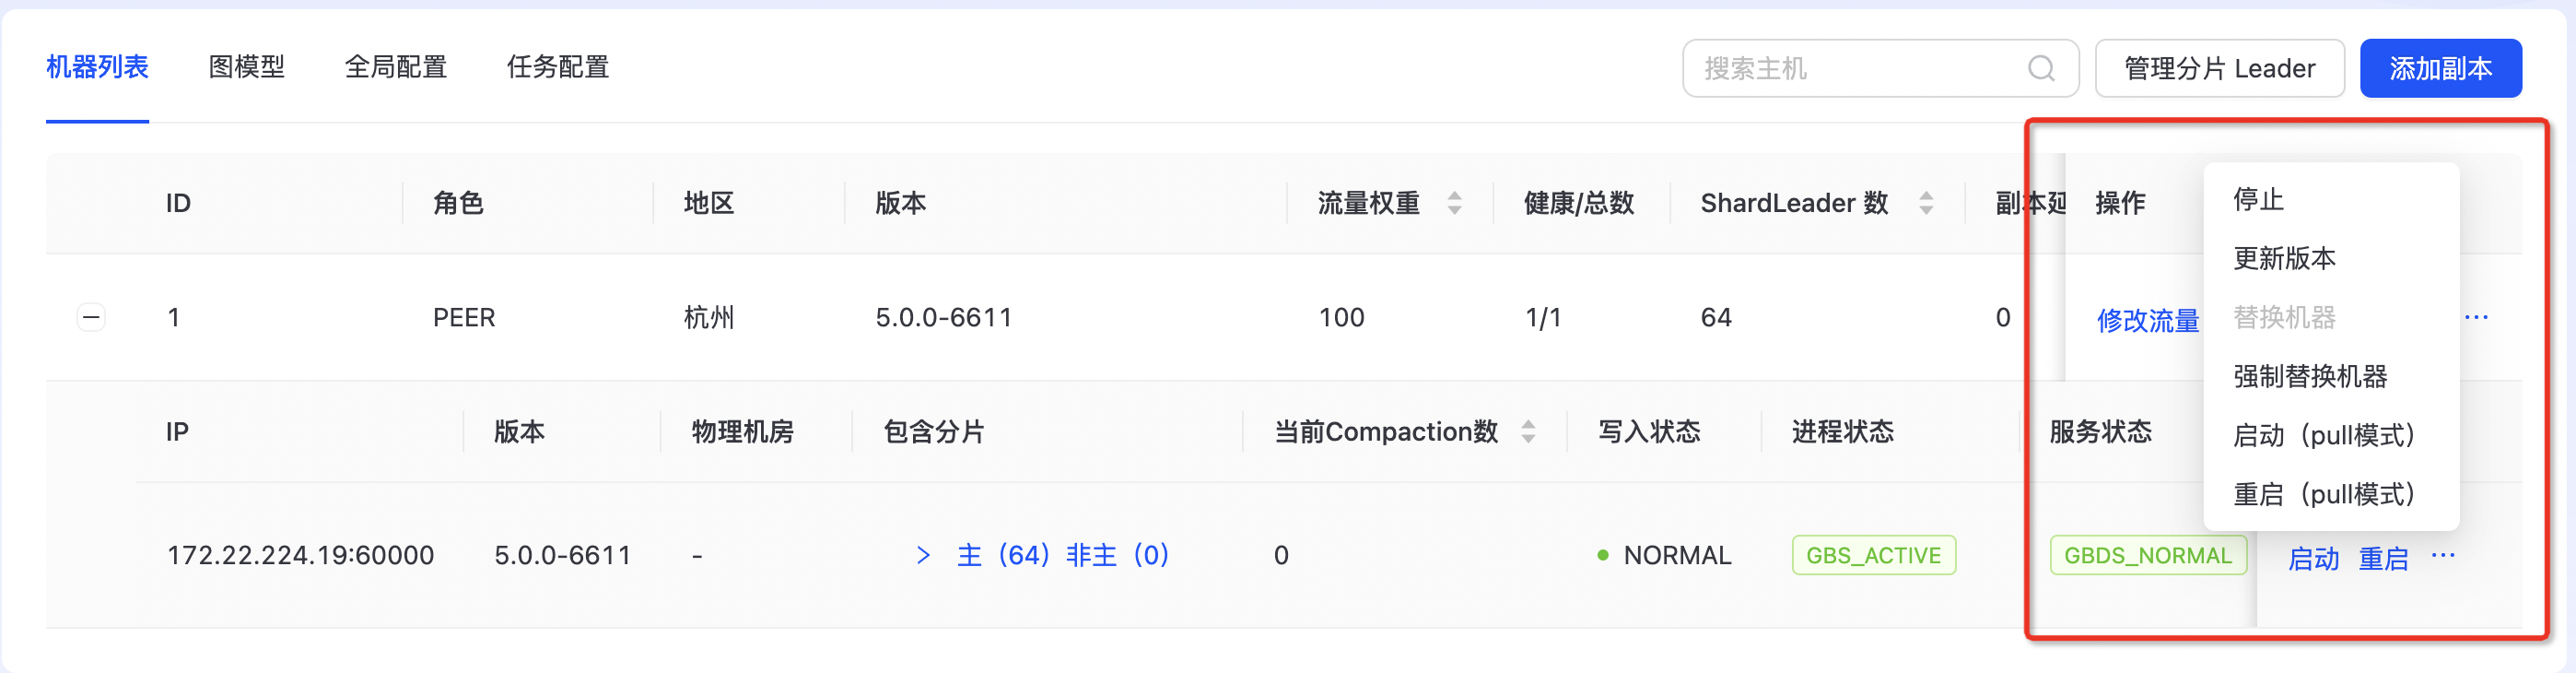 机器列表 图模型 全局配置 任务配置 搜索主机 管理分片 Leader 添加副本
ID 角色 地区 版本 流量权重 健康/总数 ShardLeader 数 副本延 操作
1 PEER 杭州 5.0.0-6611 100 1/1 64 0 修改流量 ···
停止
更新版本
替换机器
强制替换机器
启动（pull模式）
重启（pull模式）
IP 版本 物理机房 包含分片 当前Compaction数 写入状态 进程状态 服务状态
172.22.224.19:60000 5.0.0-6611 - > 主（64）非主（0） 0 NORMAL GBS_ACTIVE GBDS_NORMAL 启动 重启 ···